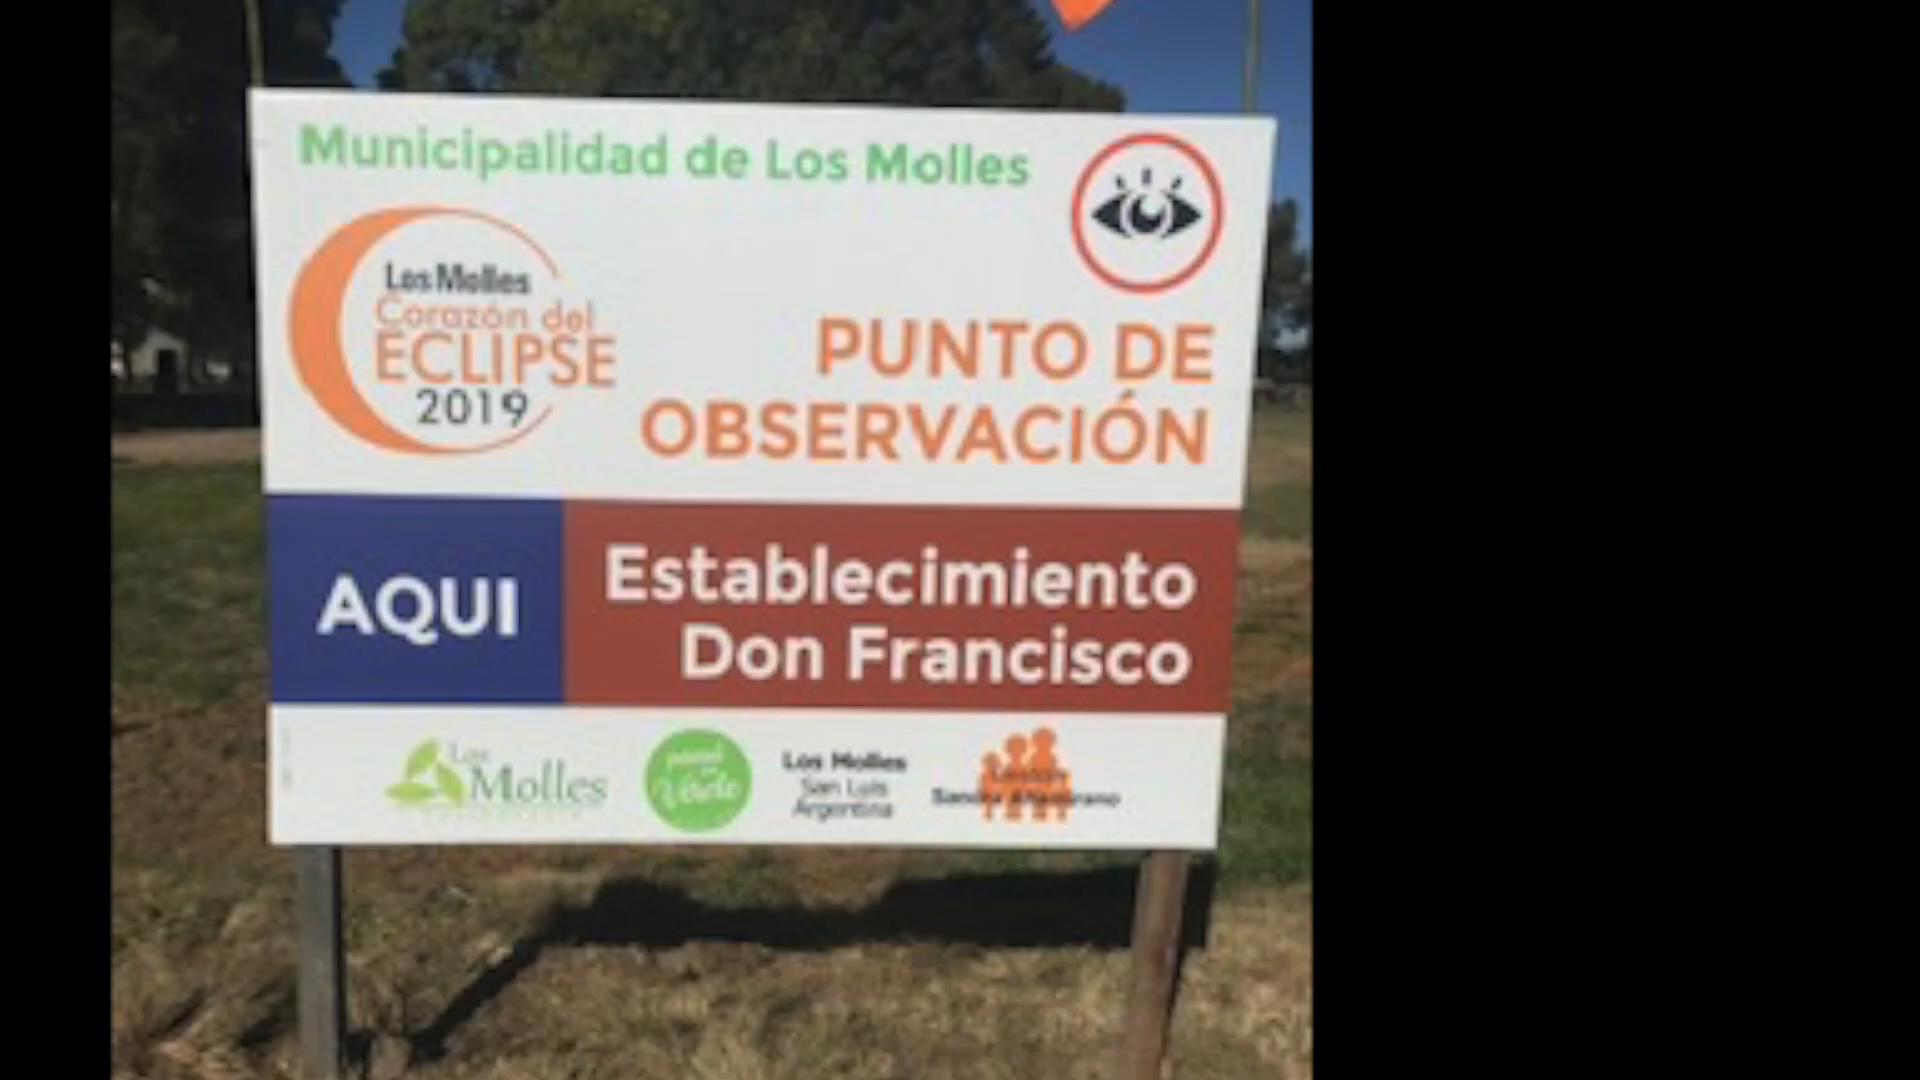 Municipalidad de Los Molles
Los Molles
Corazón del
ECLIPSE
2019
PUNTO DE
OBSERVACIÓN
AQUI
Establecimiento
Don Francisco
Los
Molles
Verde
Los Molles
San Luis
Argentina